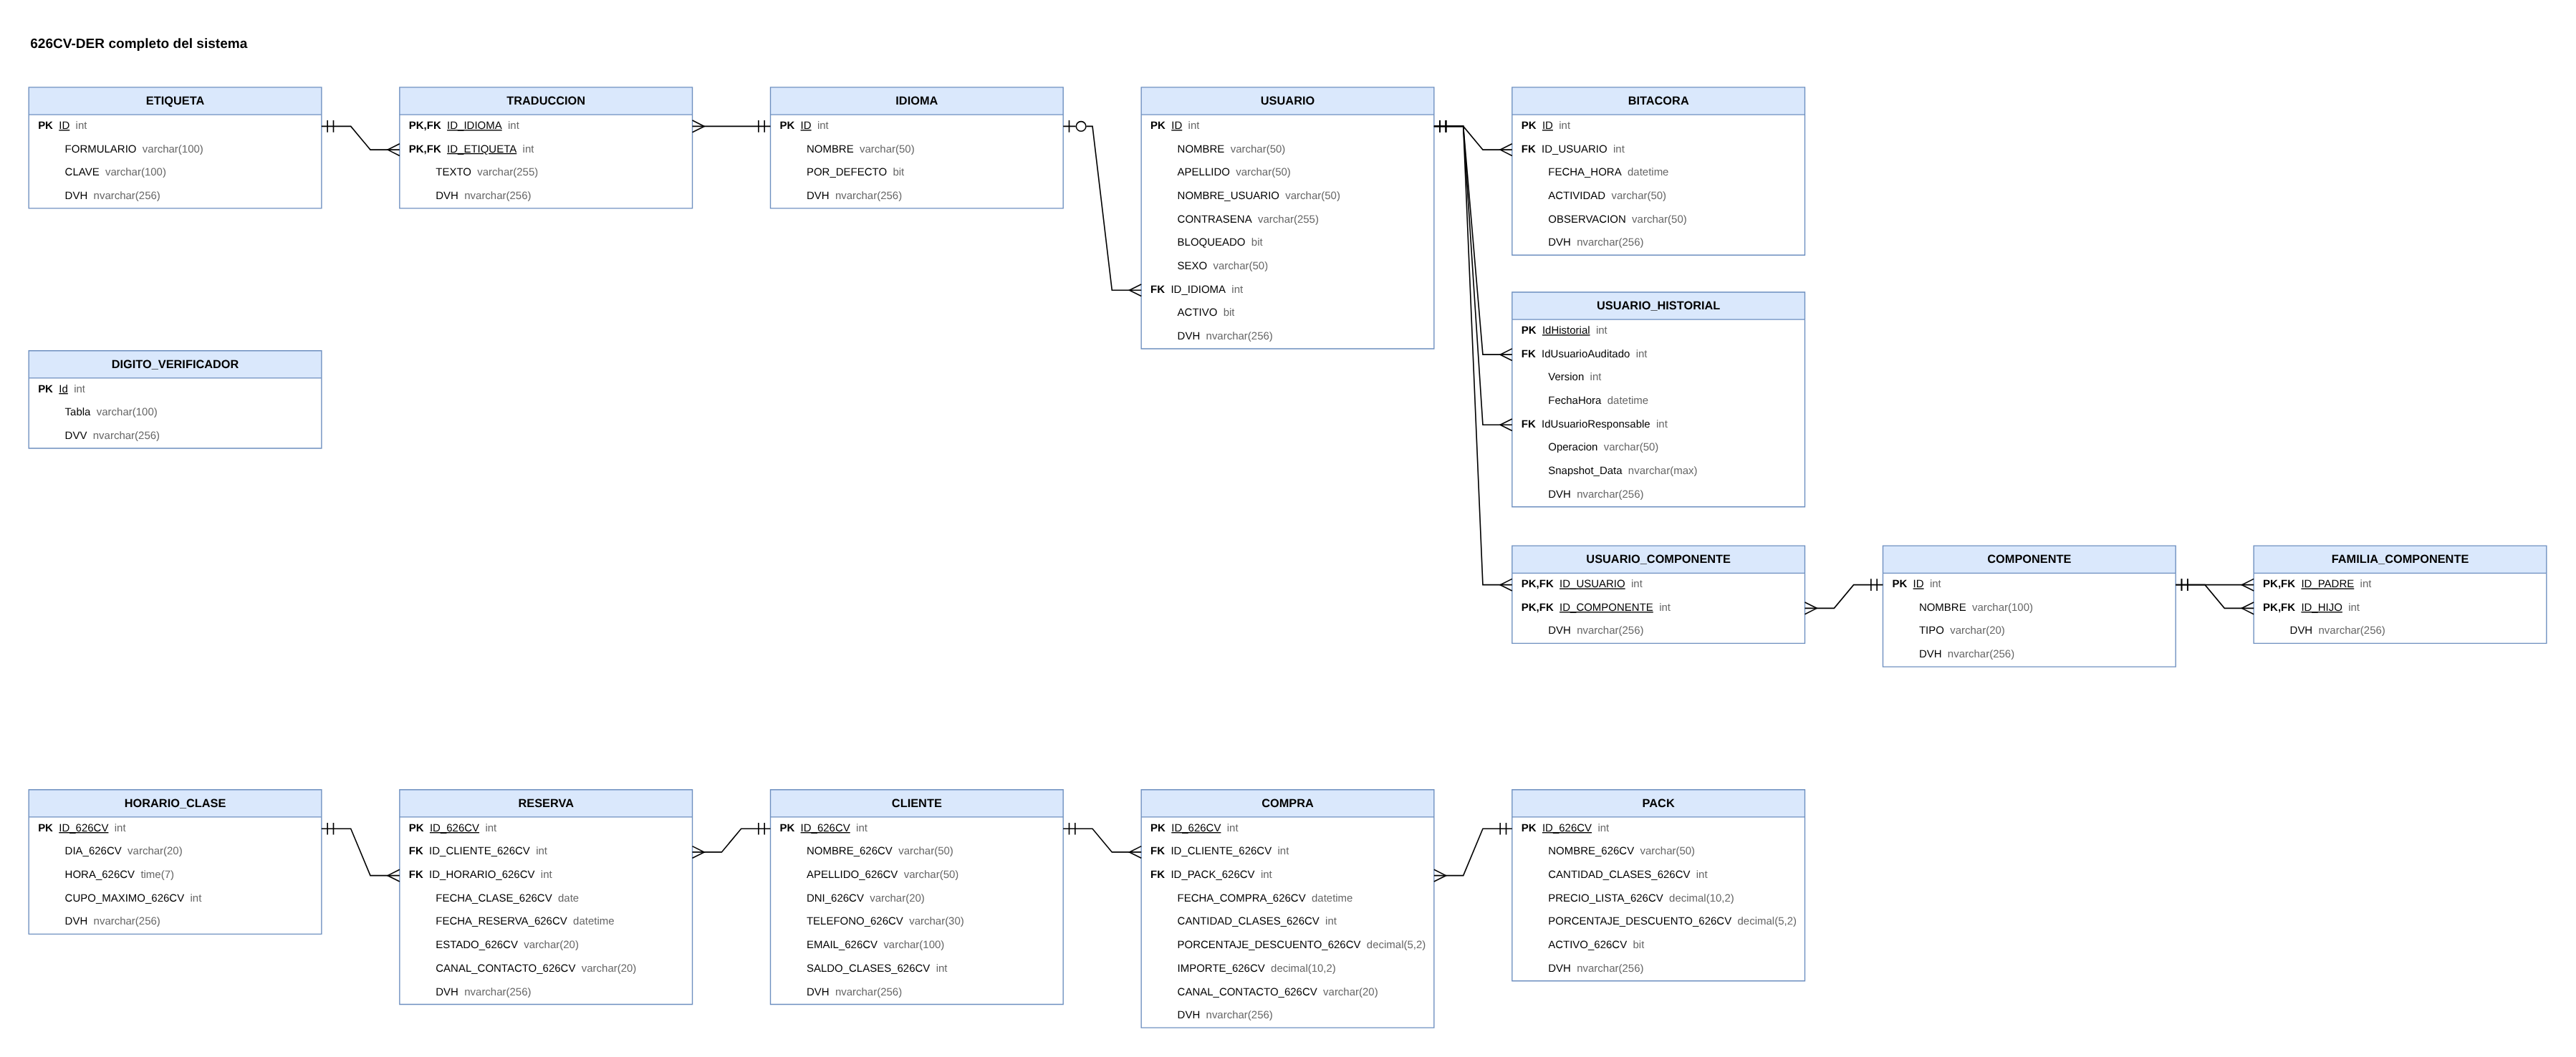 626CV-DER completo del sistema
ETIQUETA
PK ID int
FORMULARIO varchar(100)
CLAVE varchar(100)
DVH nvarchar(256)
TRADUCCION
PK,FK ID_IDIOMA int
PK,FK ID_ETIQUETA int
TEXTO varchar(255)
DVH nvarchar(256)
IDIOMA
PK ID int
NOMBRE varchar(50)
POR_DEFECTO bit
DVH nvarchar(256)
USUARIO
PK ID int
NOMBRE varchar(50)
APELLIDO varchar(50)
NOMBRE_USUARIO varchar(50)
CONTRASENA varchar(255)
BLOQUEADO bit
SEXO varchar(50)
FK ID_IDIOMA int
ACTIVO bit
DVH nvarchar(256)
BITACORA
PK ID int
FK ID_USUARIO int
FECHA_HORA datetime
ACTIVIDAD varchar(50)
OBSERVACION varchar(50)
DVH nvarchar(256)
USUARIO_HISTORIAL
PK IdHistorial int
FK IdUsuarioAuditado int
Version int
FechaHora datetime
FK IdUsuarioResponsable int
Operacion varchar(50)
Snapshot_Data nvarchar(max)
DVH nvarchar(256)
DIGITO_VERIFICADOR
PK Id int
Tabla varchar(100)
DVV nvarchar(256)
USUARIO_COMPONENTE
PK,FK ID_USUARIO int
PK,FK ID_COMPONENTE int
DVH nvarchar(256)
COMPONENTE
PK ID int
NOMBRE varchar(100)
TIPO varchar(20)
DVH nvarchar(256)
FAMILIA_COMPONENTE
PK,FK ID_PADRE int
PK,FK ID_HIJO int
DVH nvarchar(256)
HORARIO_CLASE
PK ID_626CV int
DIA_626CV varchar(20)
HORA_626CV time(7)
CUPO_MAXIMO_626CV int
DVH nvarchar(256)
RESERVA
PK ID_626CV int
FK ID_CLIENTE_626CV int
FK ID_HORARIO_626CV int
FECHA_CLASE_626CV date
FECHA_RESERVA_626CV datetime
ESTADO_626CV varchar(20)
CANAL_CONTACTO_626CV varchar(20)
DVH nvarchar(256)
CLIENTE
PK ID_626CV int
NOMBRE_626CV varchar(50)
APELLIDO_626CV varchar(50)
DNI_626CV varchar(20)
TELEFONO_626CV varchar(30)
EMAIL_626CV varchar(100)
SALDO_CLASES_626CV int
DVH nvarchar(256)
COMPRA
PK ID_626CV int
FK ID_CLIENTE_626CV int
FK ID_PACK_626CV int
FECHA_COMPRA_626CV datetime
CANTIDAD_CLASES_626CV int
PORCENTAJE_DESCUENTO_626CV decimal(5,2)
IMPORTE_626CV decimal(10,2)
CANAL_CONTACTO_626CV varchar(20)
DVH nvarchar(256)
PACK
PK ID_626CV int
NOMBRE_626CV varchar(50)
CANTIDAD_CLASES_626CV int
PRECIO_LISTA_626CV decimal(10,2)
PORCENTAJE_DESCUENTO_626CV decimal(5,2)
ACTIVO_626CV bit
DVH nvarchar(256)